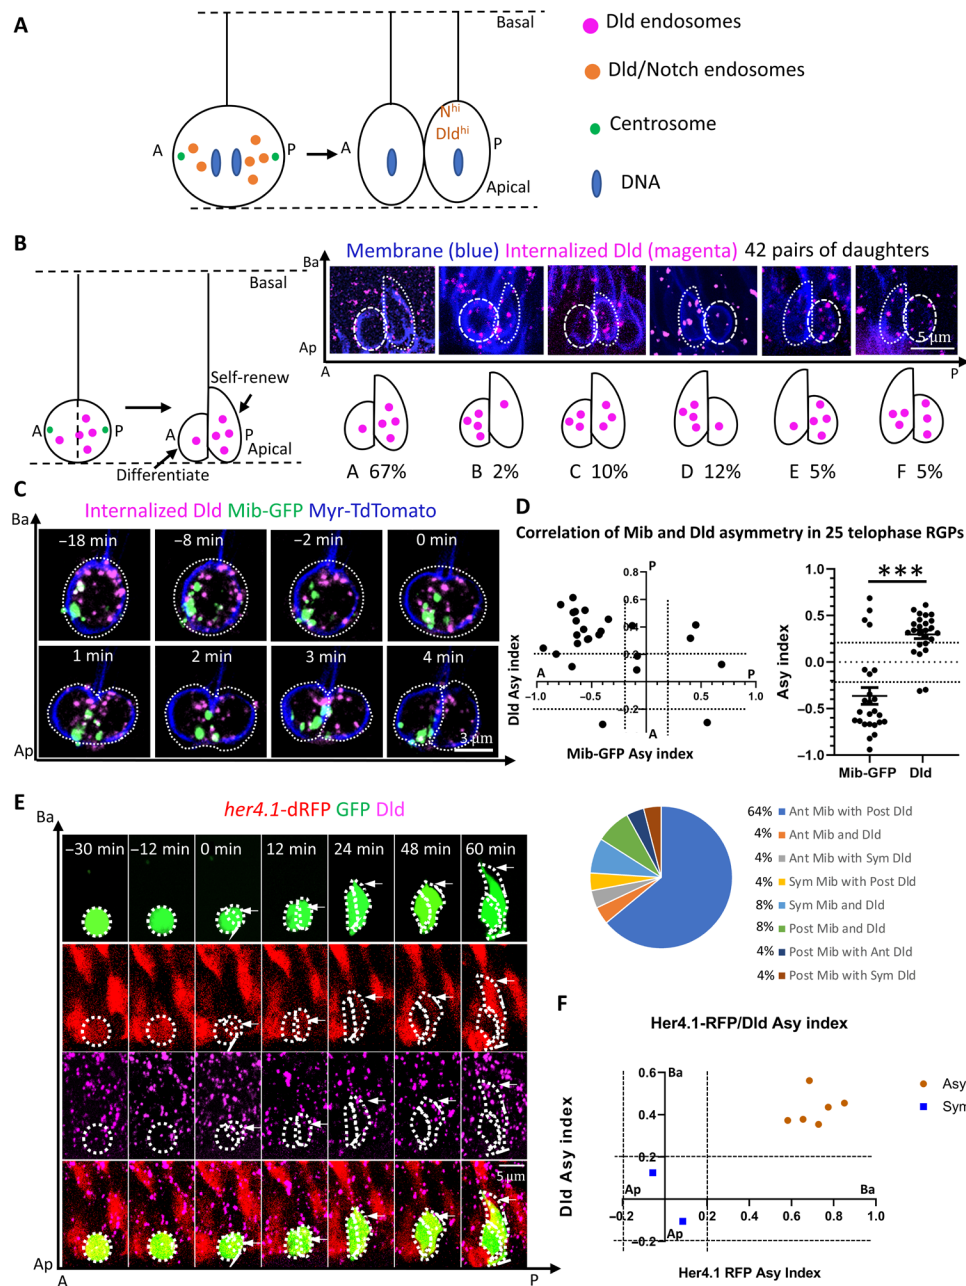 A
Basal
Dld endosomes
Dld/Notch endosomes
Centrosome
DNA
A
P
A
N^hi
Dld^hi
P
Apical
B
Membrane (blue) Internalized Dld (magenta) 42 pairs of daughters
Ba
Ap
A
P
5 μm
Basal
Self-renew
A
P
A
P
Apical
Differentiate
A 67%
B 2%
C 10%
D 12%
E 5%
F 5%
C
Internalized Dld Mib-GFP Myr-TdTomato
Ba
–18 min
–8 min
–2 min
0 min
1 min
2 min
3 min
4 min
3 μm
Ap
D
Correlation of Mib and Dld asymmetry in 25 telophase RGPs
0.8
P
0.6
0.4
0.2
A
P
–1.0
–0.5
0.5
1.0
–0.2
A
Dld Asy index
Mib-GFP Asy index
***
1.0
0.5
0.0
–0.5
–1.0
Asy index
Mib-GFP
Dld
64% Ant Mib with Post Dld
4% Ant Mib and Dld
4% Ant Mib with Sym Dld
4% Sym Mib with Post Dld
8% Sym Mib and Dld
8% Post Mib and Dld
4% Post Mib with Ant Dld
4% Post Mib with Sym Dld
E
her4.1-dRFP GFP Dld
Ba
–30 min
–12 min
0 min
12 min
24 min
48 min
60 min
5 μm
Ap
A
P
F
Her4.1-RFP/Dld Asy index
0.6
Ba
0.4
0.2
Ap
Ba
–0.2
0.2
0.4
0.6
0.8
1.0
Ap
–0.2
Dld Asy index
Her4.1 RFP Asy Index
Asy
Sym